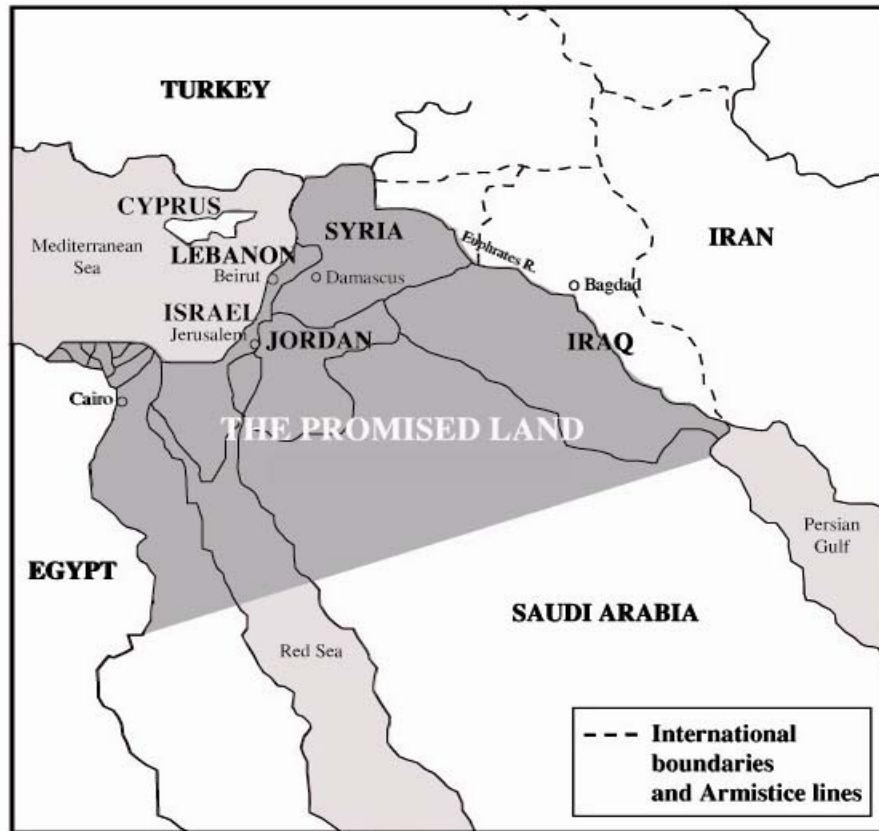 TURKEY
CYPRUS
Mediterranean
Sea
LEBANON
Beirut
SYRIA
Damascus
Euphrates R.
IRAN
Bagdad
ISRAEL
Jerusalem
JORDAN
IRAQ
Cairo
THE PROMISED LAND
Persian
Gulf
EGYPT
SAUDI ARABIA
Red Sea
International
boundaries
and Armistice lines